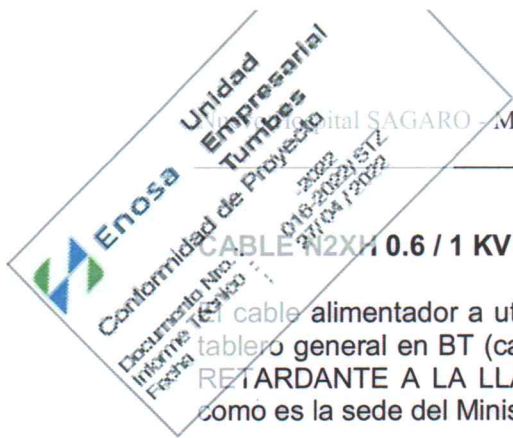 Enosa
Unidad
Empresarial
Tumbes
Conformidad de Proyecto
Documento Nro. : -2022
Informe Técnico : 016-2022/STZ
Fecha : 27/04/2022
Hospital SAGARO - M
CABLE N2XH 0.6 / 1 KV
El cable alimentador a ut
tablero general en BT (ca
RETARDANTE A LA LLA
como es la sede del Minis